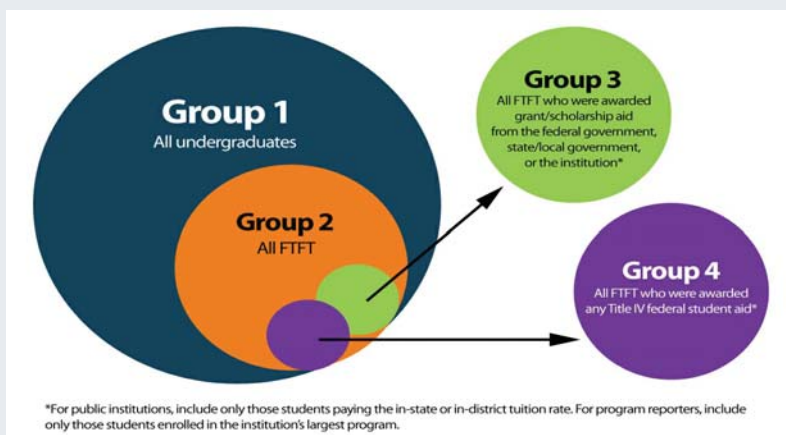 Group 1
All undergraduates
Group 2
All FTFT
Group 3
All FTFT who were awarded
grant/scholarship aid
from the federal government,
state/local government,
or the institution*
Group 4
All FTFT who were awarded
any Title IV federal student aid*
*For public institutions, include only those students paying the in-state or in-district tuition rate. For program reporters, include
only those students enrolled in the institution's largest program.